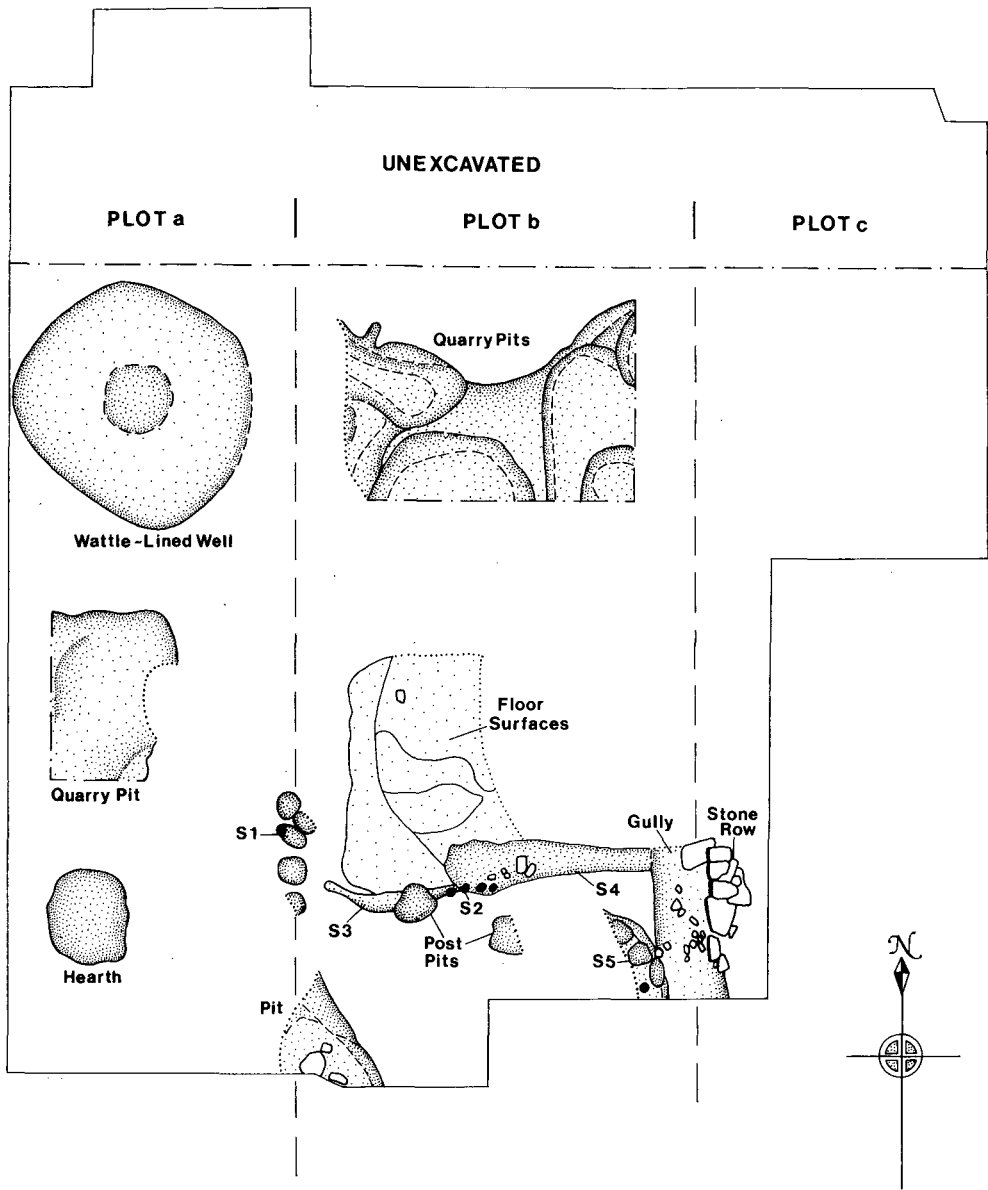 UNEXCAVATED
PLOT a
PLOT b
PLOT c
Quarry Pits
Wattle-Lined Well
Floor
Surfaces
Quarry Pit
S1
Gully
Stone
Row
S4
S2
S3
Post
Pits
S5
Hearth
Pit
N